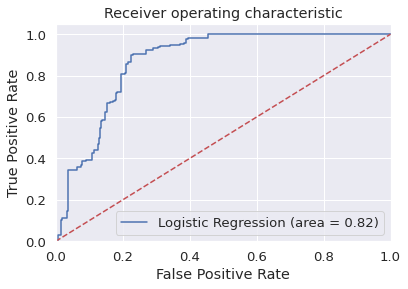 Receiver operating characteristic
True Positive Rate
1.0
0.8
0.6
0.4
0.2
0.0
Logistic Regression (area = 0.82)
0.0 0.2 0.4 0.6 0.8 1.0
False Positive Rate